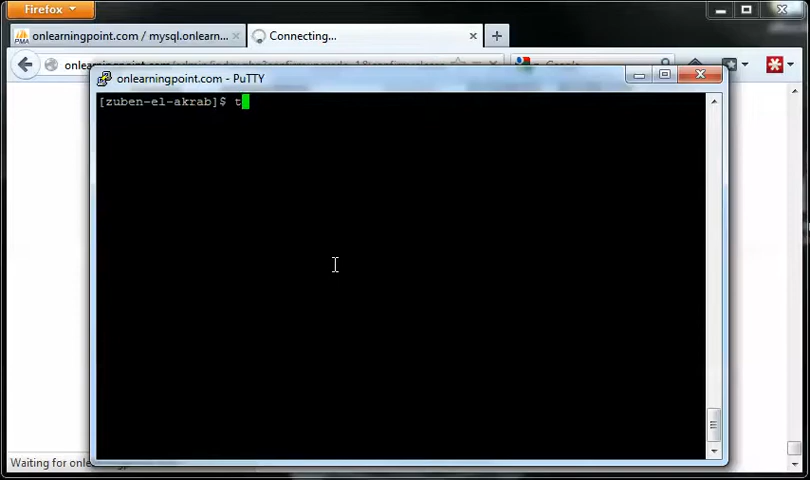 Firefox
onlearningpoint.com / mysql.onlearn...
Connecting...
onlearningpoint.com - PuTTY
[zuben-el-akrab]$ t
Waiting for onle